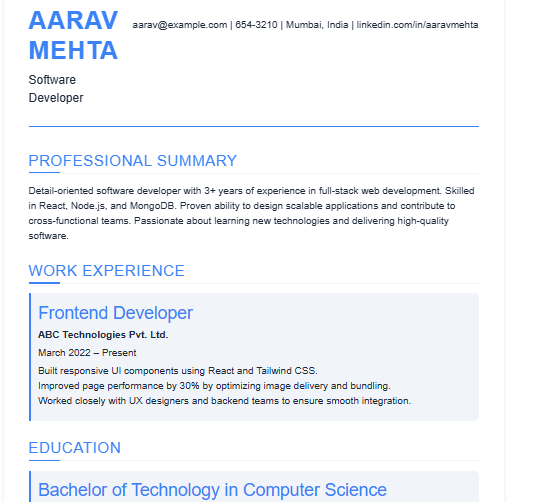 AARAV
MEHTA
aarav@example.com | 654-3210 | Mumbai, India | linkedin.com/in/aaravmehta
Software
Developer
PROFESSIONAL SUMMARY
Detail-oriented software developer with 3+ years of experience in full-stack web development. Skilled
in React, Node.js, and MongoDB. Proven ability to design scalable applications and contribute to
cross-functional teams. Passionate about learning new technologies and delivering high-quality
software.
WORK EXPERIENCE
Frontend Developer
ABC Technologies Pvt. Ltd.
March 2022 – Present
Built responsive UI components using React and Tailwind CSS.
Improved page performance by 30% by optimizing image delivery and bundling.
Worked closely with UX designers and backend teams to ensure smooth integration.
EDUCATION
Bachelor of Technology in Computer Science